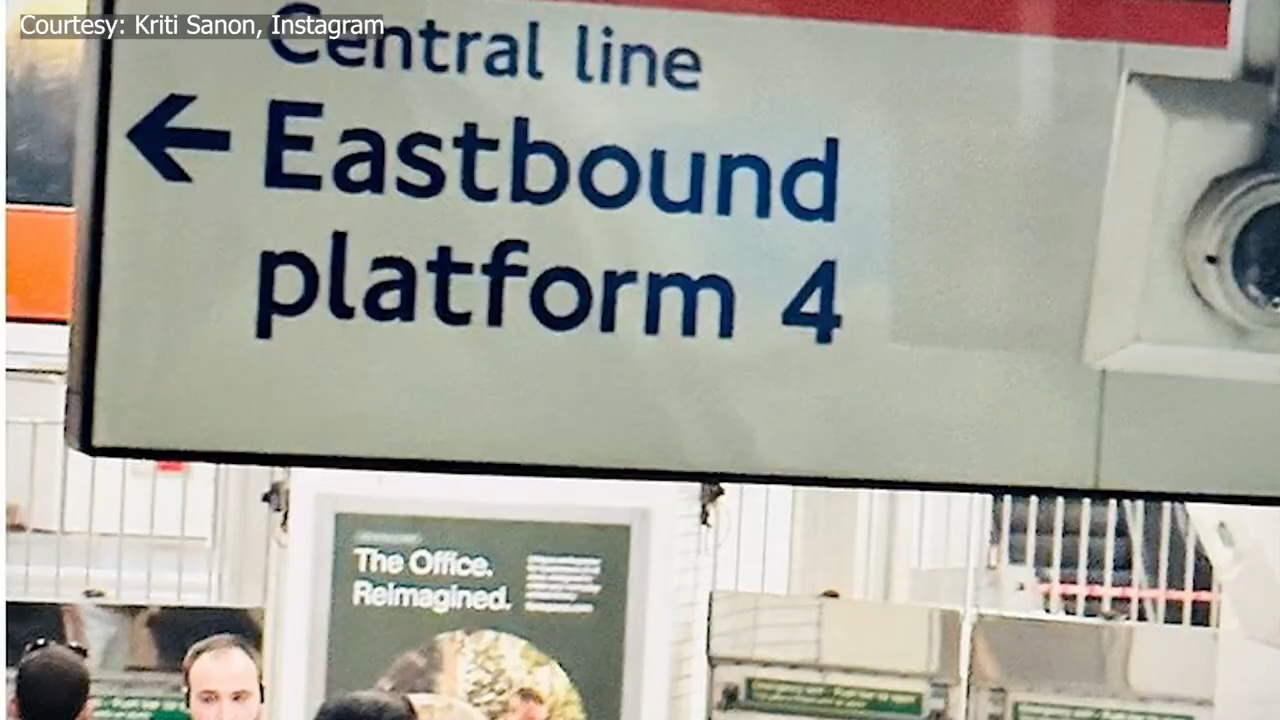 Courtesy: Kriti Sanon, Instagram
Central line
← Eastbound
platform 4
The Office.
Reimagined.